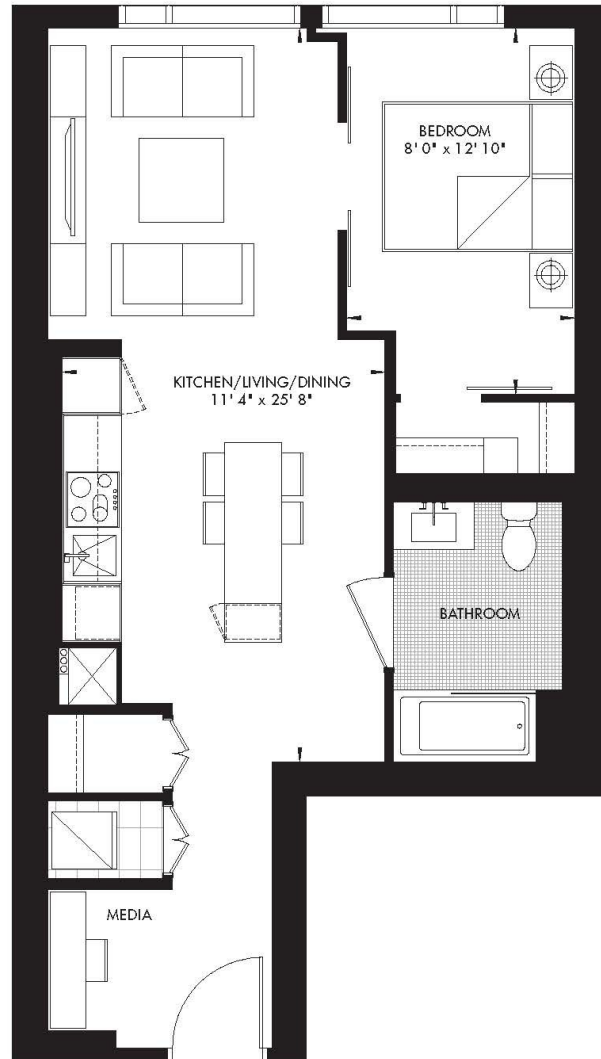 BEDROOM
8' 0" x 12' 10"
KITCHEN/LIVING/DINING
11' 4" x 25' 8"
BATHROOM
MEDIA